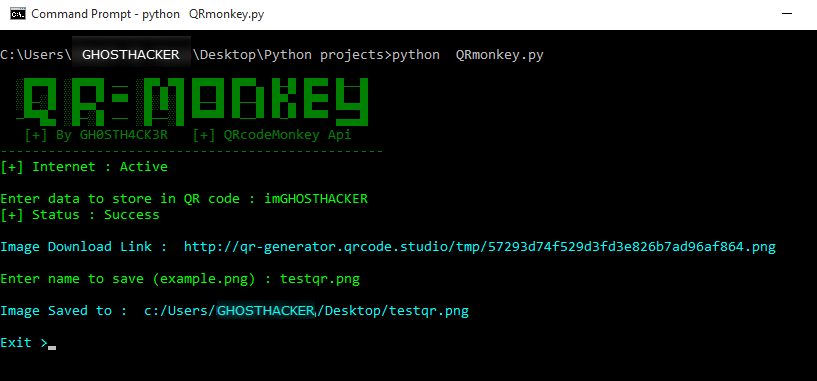 Command Prompt - python QRmonkey.py
C:\Users\ GHOSTHACKER \Desktop\Python projects>python QRmonkey.py
QR-MONKEY
[+] By GH0STH4CK3R [+] QRcodeMonkey Api
------------------------------------------------
[+] Internet : Active
Enter data to store in QR code : imGHOSTHACKER
[+] Status : Success
Image Download Link : http://qr-generator.qrcode.studio/tmp/57293d74f529d3fd3e826b7ad96af864.png
Enter name to save (example.png) : testqr.png
Image Saved to : c:/Users/GHOSTHACKER/Desktop/testqr.png
Exit >